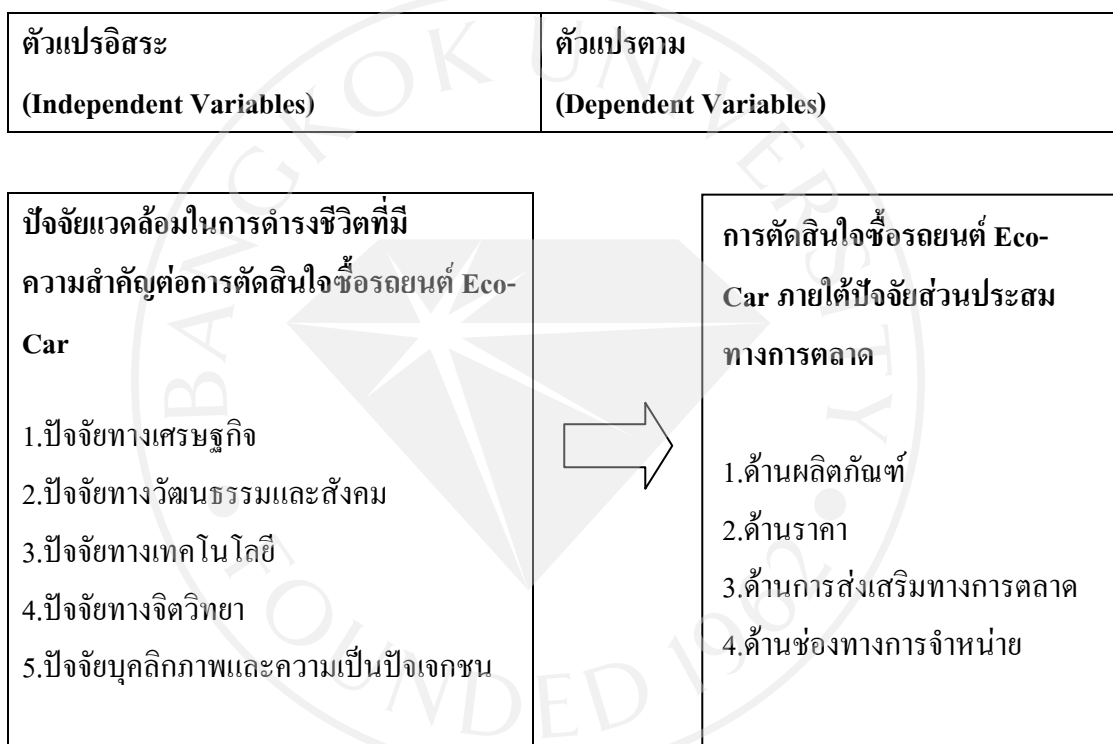 ตัวแปรอิสระ
(Independent Variables)
ตัวแปรตาม
(Dependent Variables)
ปัจจัยแวดล้อมในการดำรงชีวิตที่มี
ความสำคัญต่อการตัดสินใจซื้อรถยนต์ Eco-
Car
1.ปัจจัยทางเศรษฐกิจ
2.ปัจจัยทางวัฒนธรรมและสังคม
3.ปัจจัยทางเทคโนโลยี
4.ปัจจัยทางจิตวิทยา
5.ปัจจัยบุคลิกภาพและความเป็นปัจเจกชน
การตัดสินใจซื้อรถยนต์ Eco-
Car ภายใต้ปัจจัยส่วนประสม
ทางการตลาด
1.ด้านผลิตภัณฑ์
2.ด้านราคา
3.ด้านการส่งเสริมทางการตลาด
4.ด้านช่องทางการจำหน่าย
BANGKOK UNIVERSITY
FOUNDED 1962